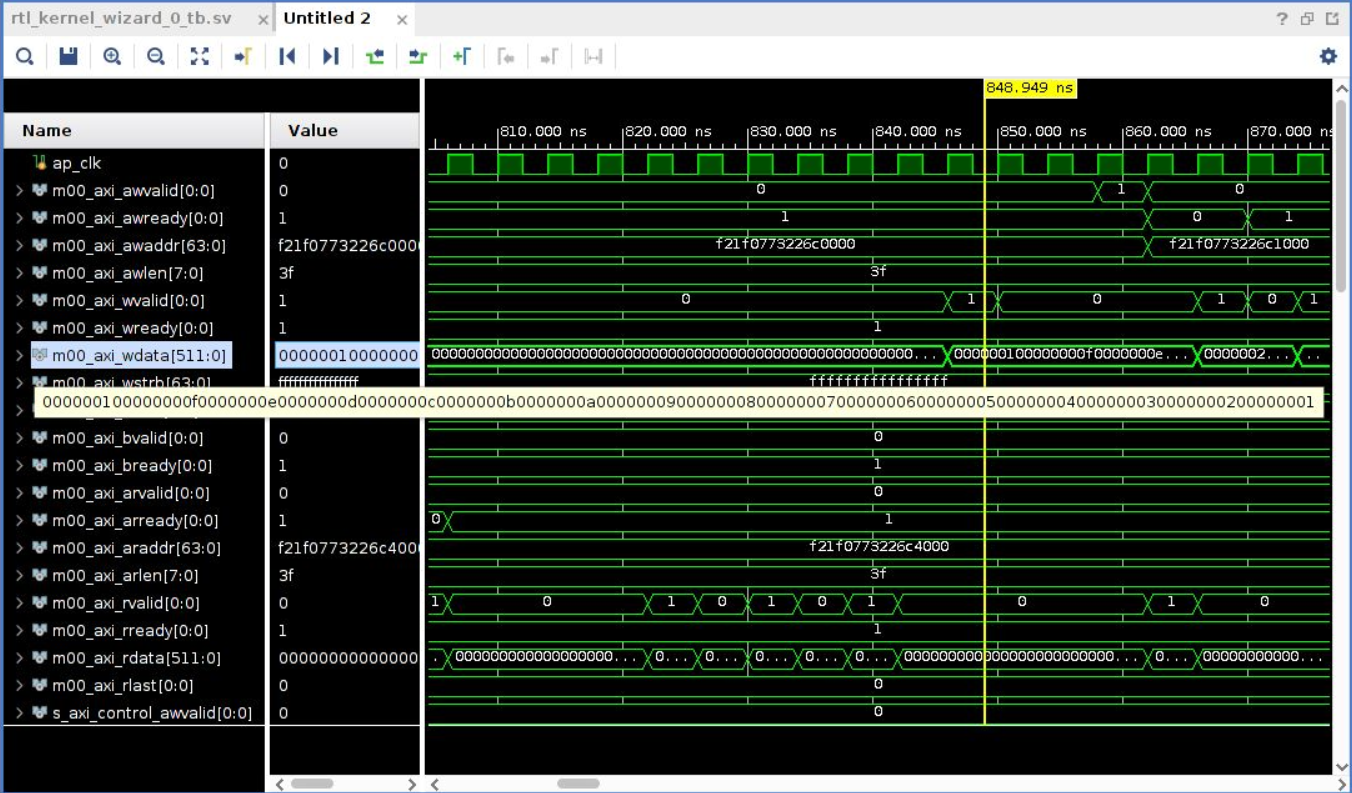 rtl_kernel_wizard_0_tb.sv × Untitled 2 × ?
848.949 ns
Name Value 810.000 ns 820.000 ns 830.000 ns 840.000 ns 850.000 ns 860.000 ns 870.000 ns
ap_clk 0
m00_axi_awvalid[0:0] 0 0 1 0
m00_axi_awready[0:0] 1 1 0 1
m00_axi_awaddr[63:0] f21f0773226c000 f21f0773226c0000 f21f0773226c1000
m00_axi_awlen[7:0] 3f 3f
m00_axi_wvalid[0:0] 1 0 1 0 1 0 1
m00_axi_wready[0:0] 1 1
m00_axi_wdata[511:0] 00000010000000 000000000000000000000000000000000000000000000000000000... 000000100000000f0000000e... 0000002... ..
m00_axi_wstrb[63:0] ffffffffffffffff ffffffffffffffff
000000100000000f0000000e0000000d0000000c0000000b0000000a000000090000000800000007000000060000000500000004000000030000000200000001
m00_axi_bvalid[0:0] 0 0
m00_axi_bready[0:0] 1 1
m00_axi_arvalid[0:0] 0 0
m00_axi_arready[0:0] 1 0 1
m00_axi_araddr[63:0] f21f0773226c400 f21f0773226c4000
m00_axi_arlen[7:0] 3f 3f
m00_axi_rvalid[0:0] 0 1 0 1 0 1 0 1 0 1 0
m00_axi_rready[0:0] 1 1
m00_axi_rdata[511:0] 00000000000000 . 000000000000000000... 0... 0... 0... 0... 0... 000000000000000000000000... 0... 00000000000...
m00_axi_rlast[0:0] 0 0
s_axi_control_awvalid[0:0] 0 0